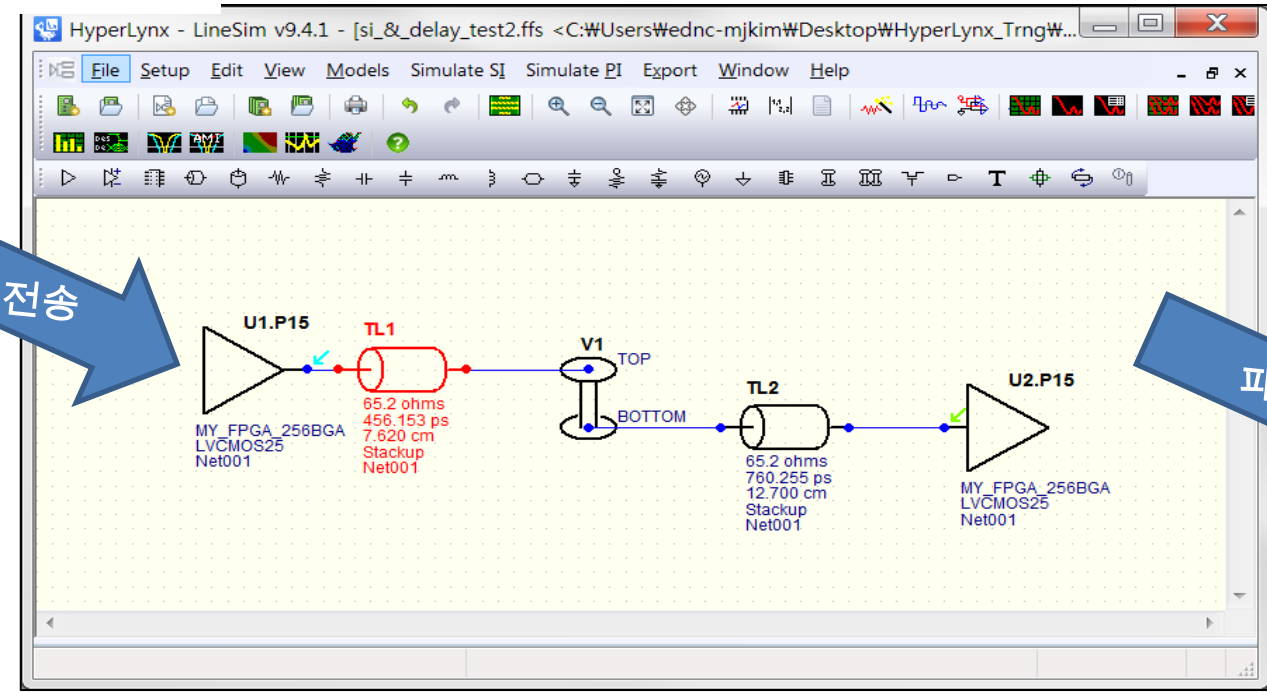 HyperLynx - LineSim v9.4.1 - [si_&_delay_test2.ffs <C:₩Users₩ednc-mjkim₩Desktop₩HyperLynx_Trng₩...
File Setup Edit View Models Simulate SI Simulate PI Export Window Help
AMI
T
전송
U1.P15
MY_FPGA_256BGA
LVCMOS25
Net001
TL1
65.2 ohms
456.153 ps
7.620 cm
Stackup
Net001
V1
TOP
BOTTOM
TL2
65.2 ohms
760.255 ps
12.700 cm
Stackup
Net001
U2.P15
MY_FPGA_256BGA
LVCMOS25
Net001